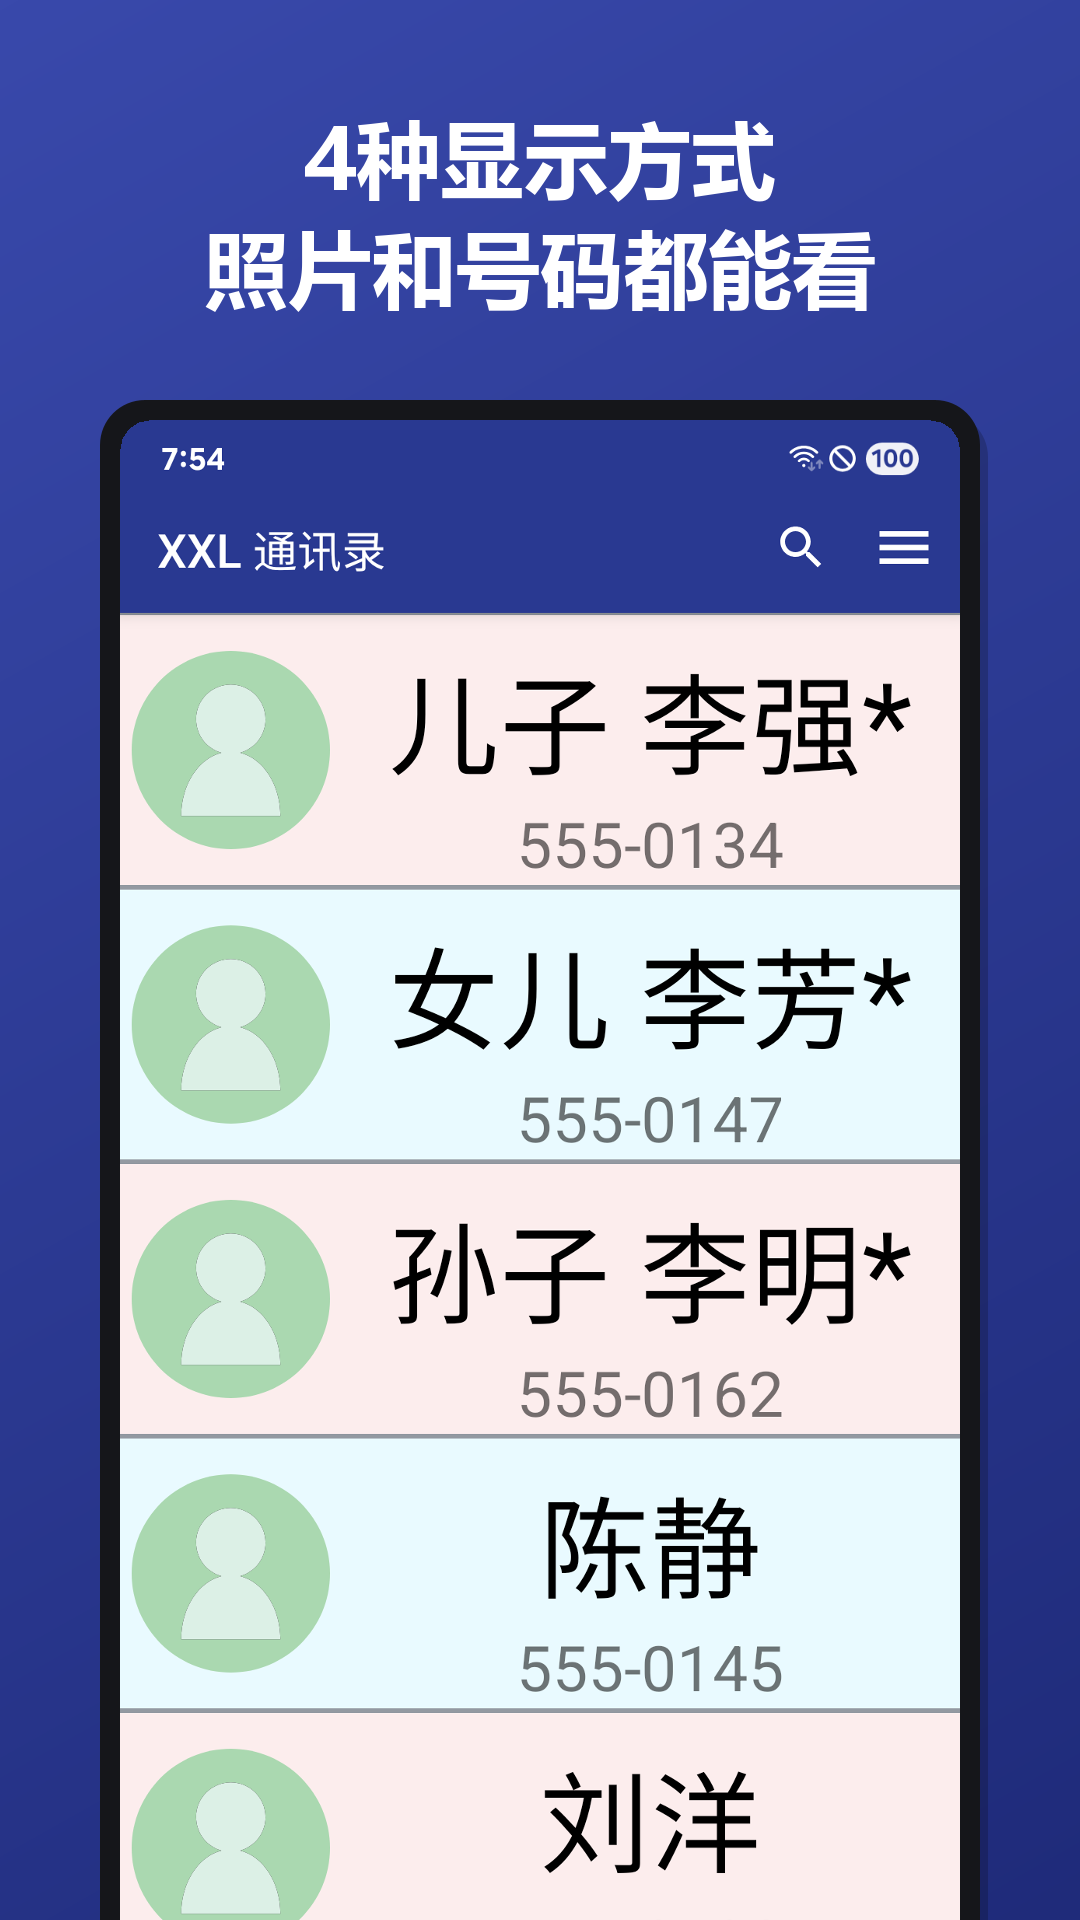 4种显示方式
照片和号码都能看
7:54
100
XXL 通讯录
儿子 李强*
555-0134
女儿 李芳*
555-0147
孙子 李明*
555-0162
陈静
555-0145
刘洋